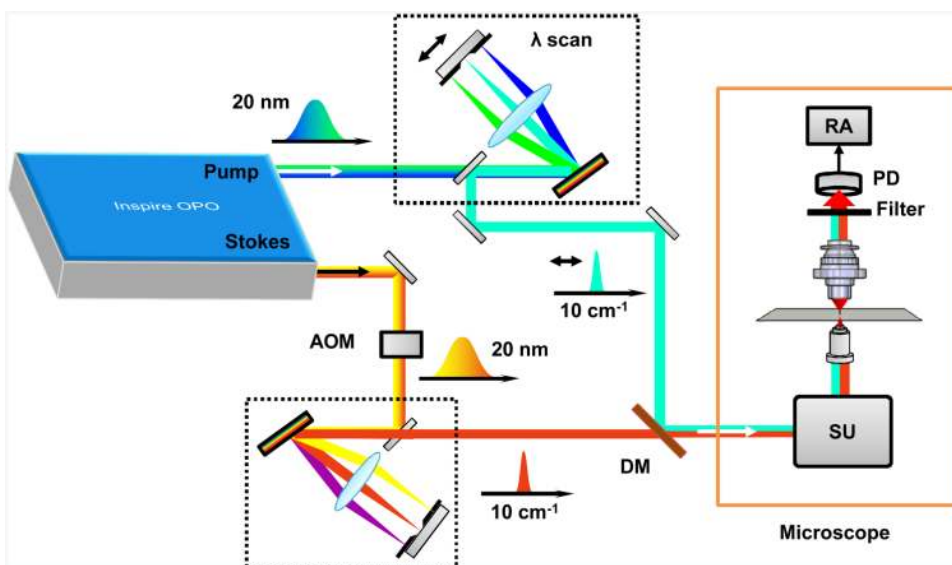 λ scan
20 nm
Pump
Inspire OPO
Stokes
RA
PD
Filter
10 cm-1
AOM
20 nm
DM
SU
10 cm-1
Microscope